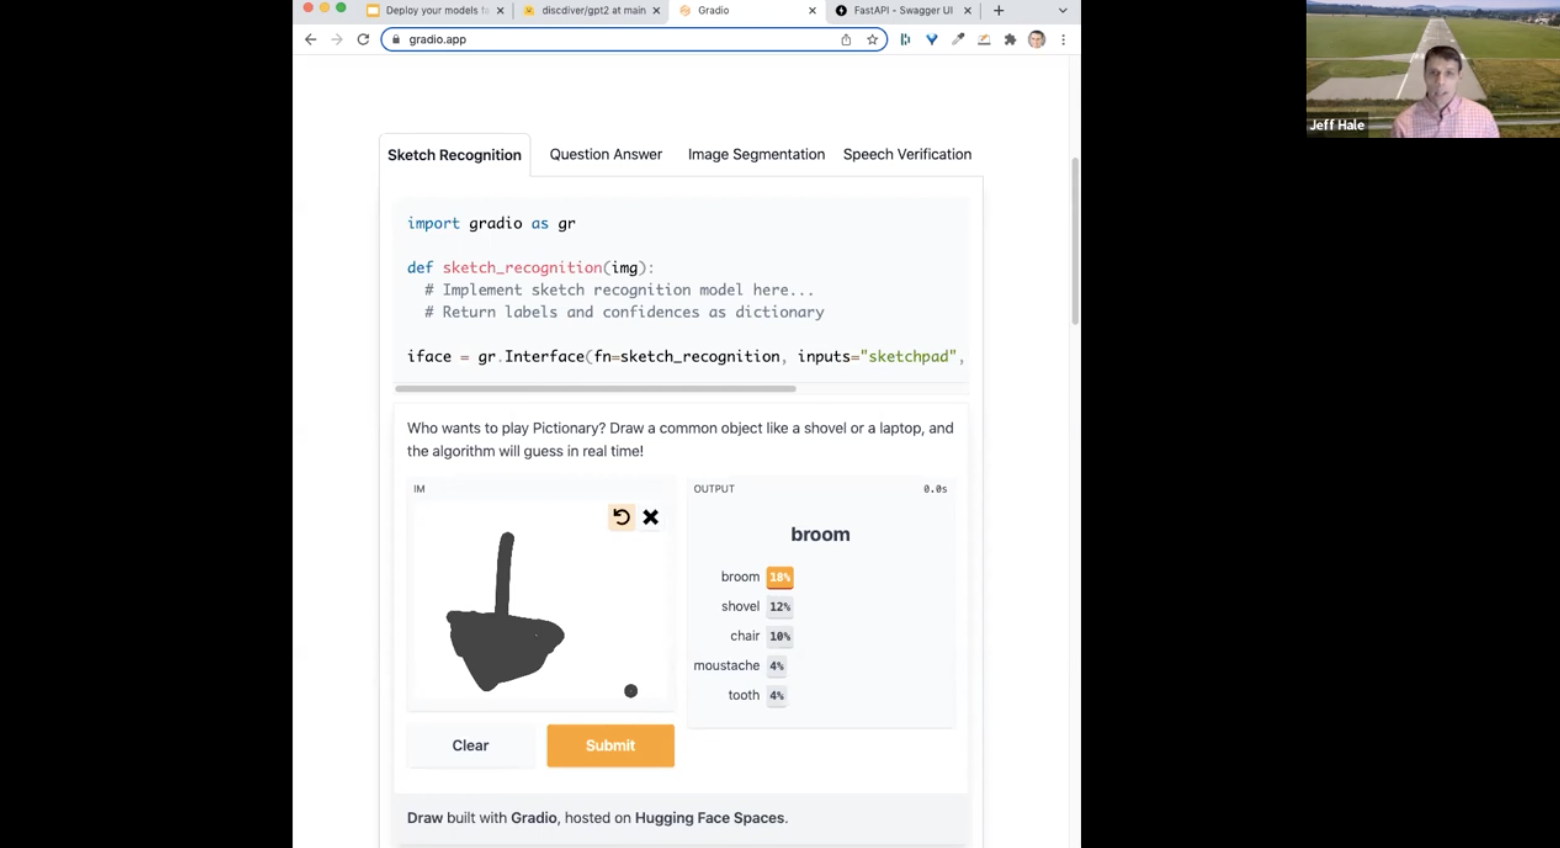 Deploy your models to
discdiver/gpt2 at main
Gradio
FastAPI - Swagger UI
gradio.app
Jeff Hale
Sketch Recognition
Question Answer
Image Segmentation
Speech Verification
import gradio as gr
def sketch_recognition(img):
# Implement sketch recognition model here...
# Return labels and confidences as dictionary
iface = gr.Interface(fn=sketch_recognition, inputs="sketchpad",
Who wants to play Pictionary? Draw a common object like a shovel or a laptop, and
the algorithm will guess in real time!
IM
OUTPUT
0.0s
broom
broom 18%
shovel 12%
chair 10%
moustache 4%
tooth 4%
Clear
Submit
Draw built with Gradio, hosted on Hugging Face Spaces.